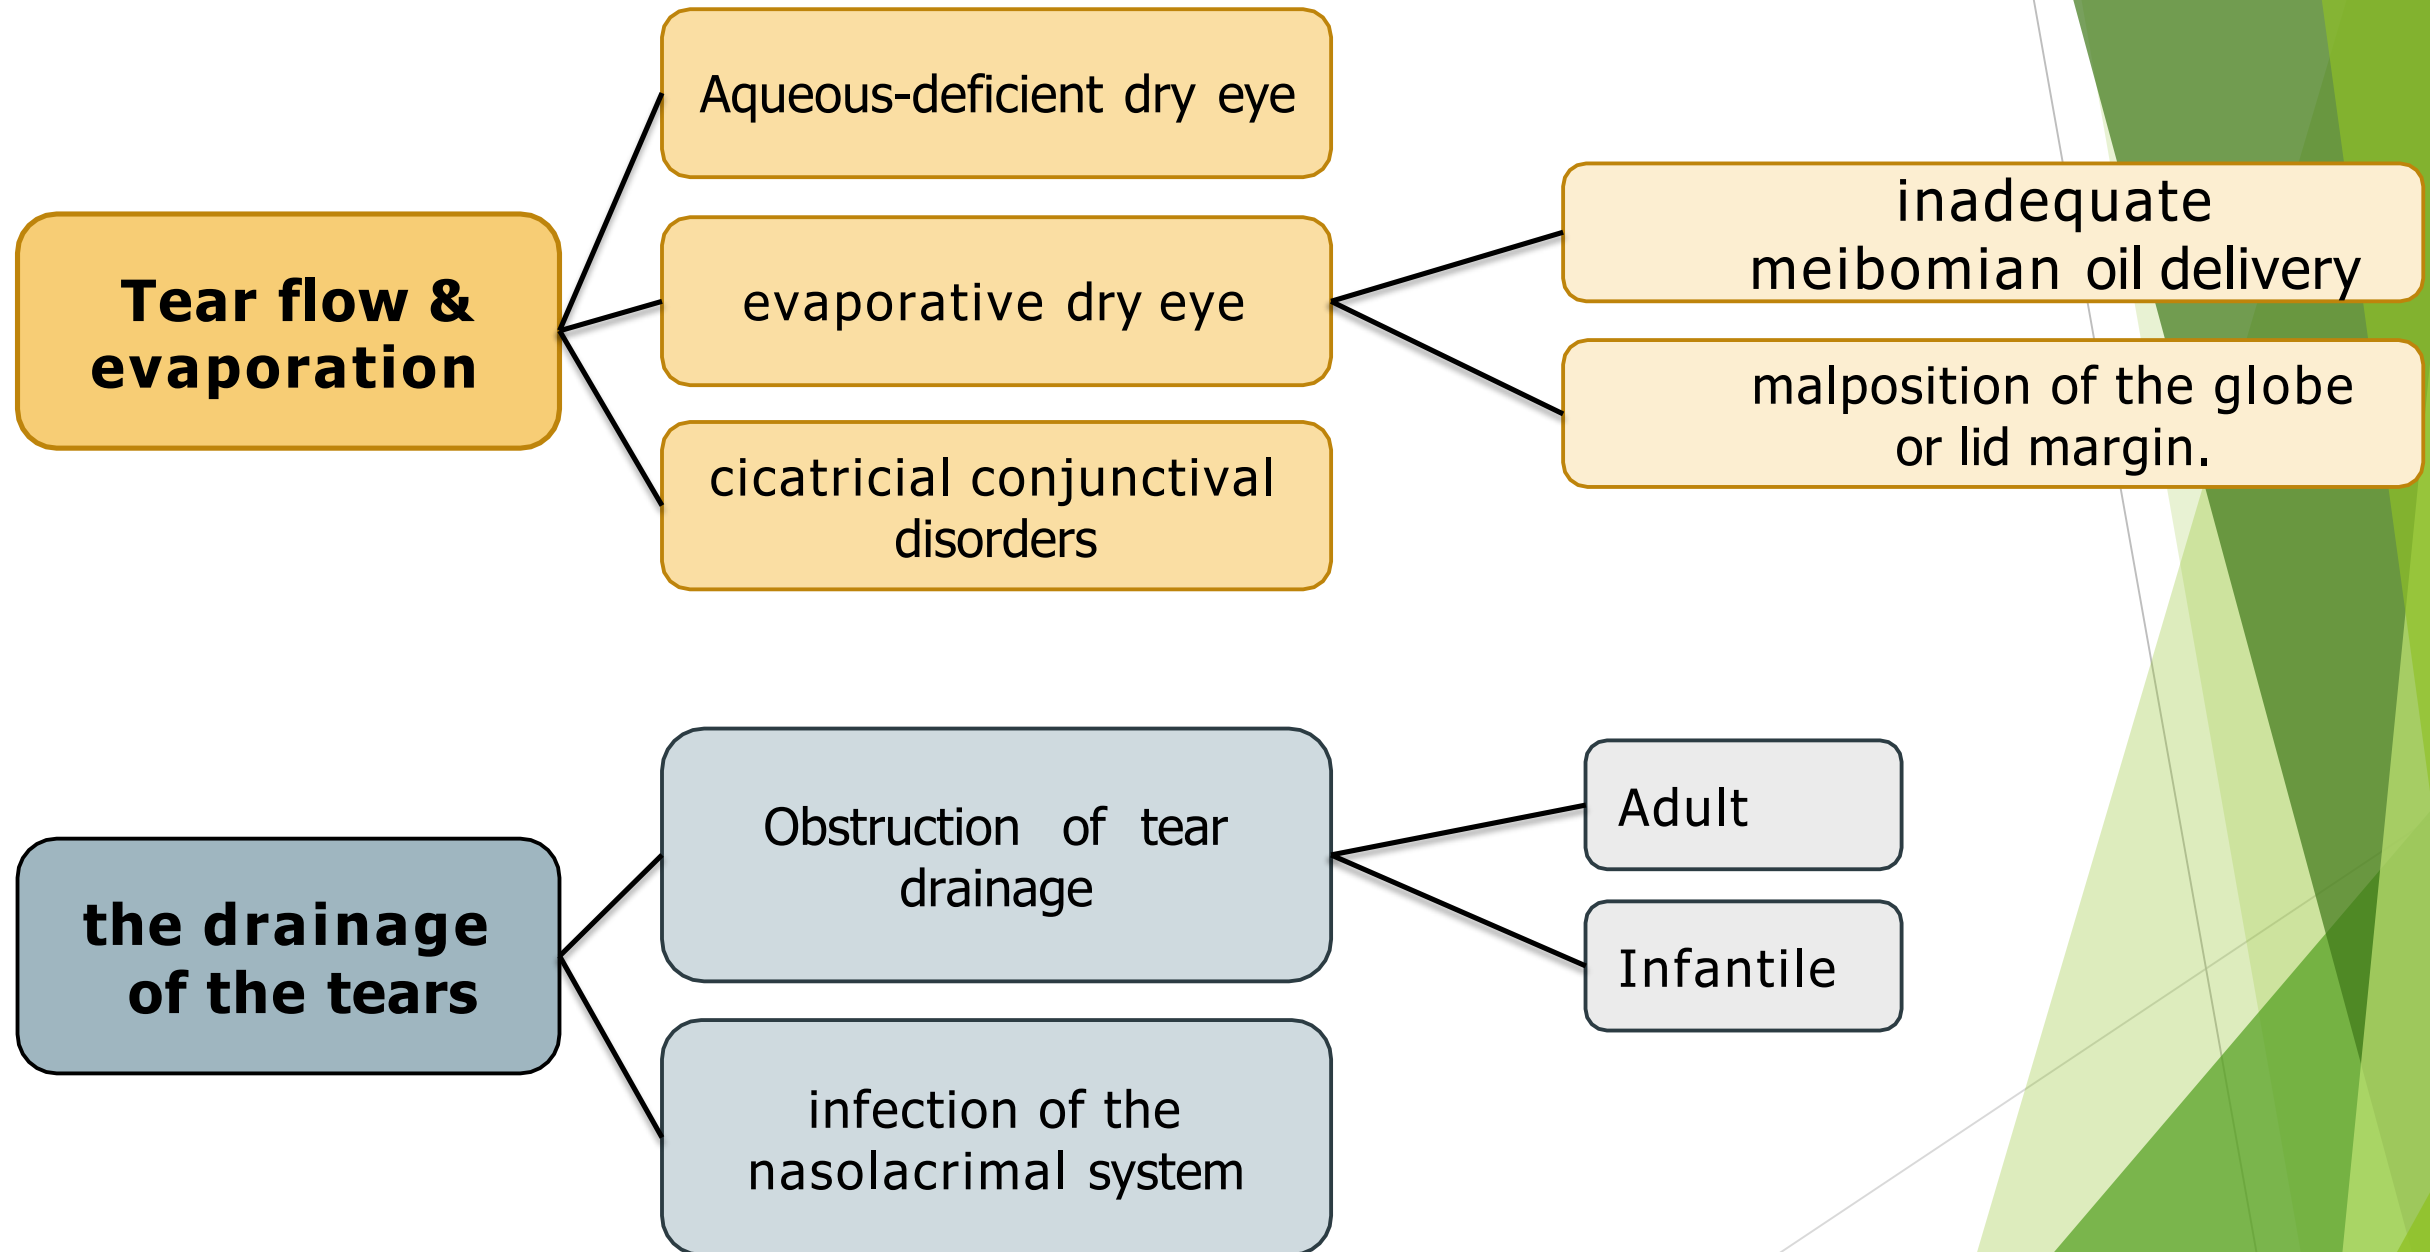 Tear flow &
evaporation
Aqueous-deficient dry eye
evaporative dry eye
inadequate
meibomian oil delivery
malposition of the globe
or lid margin.
cicatricial conjunctival
disorders
the drainage
of the tears
Obstruction of tear
drainage
Adult
Infantile
infection of the
nasolacrimal system